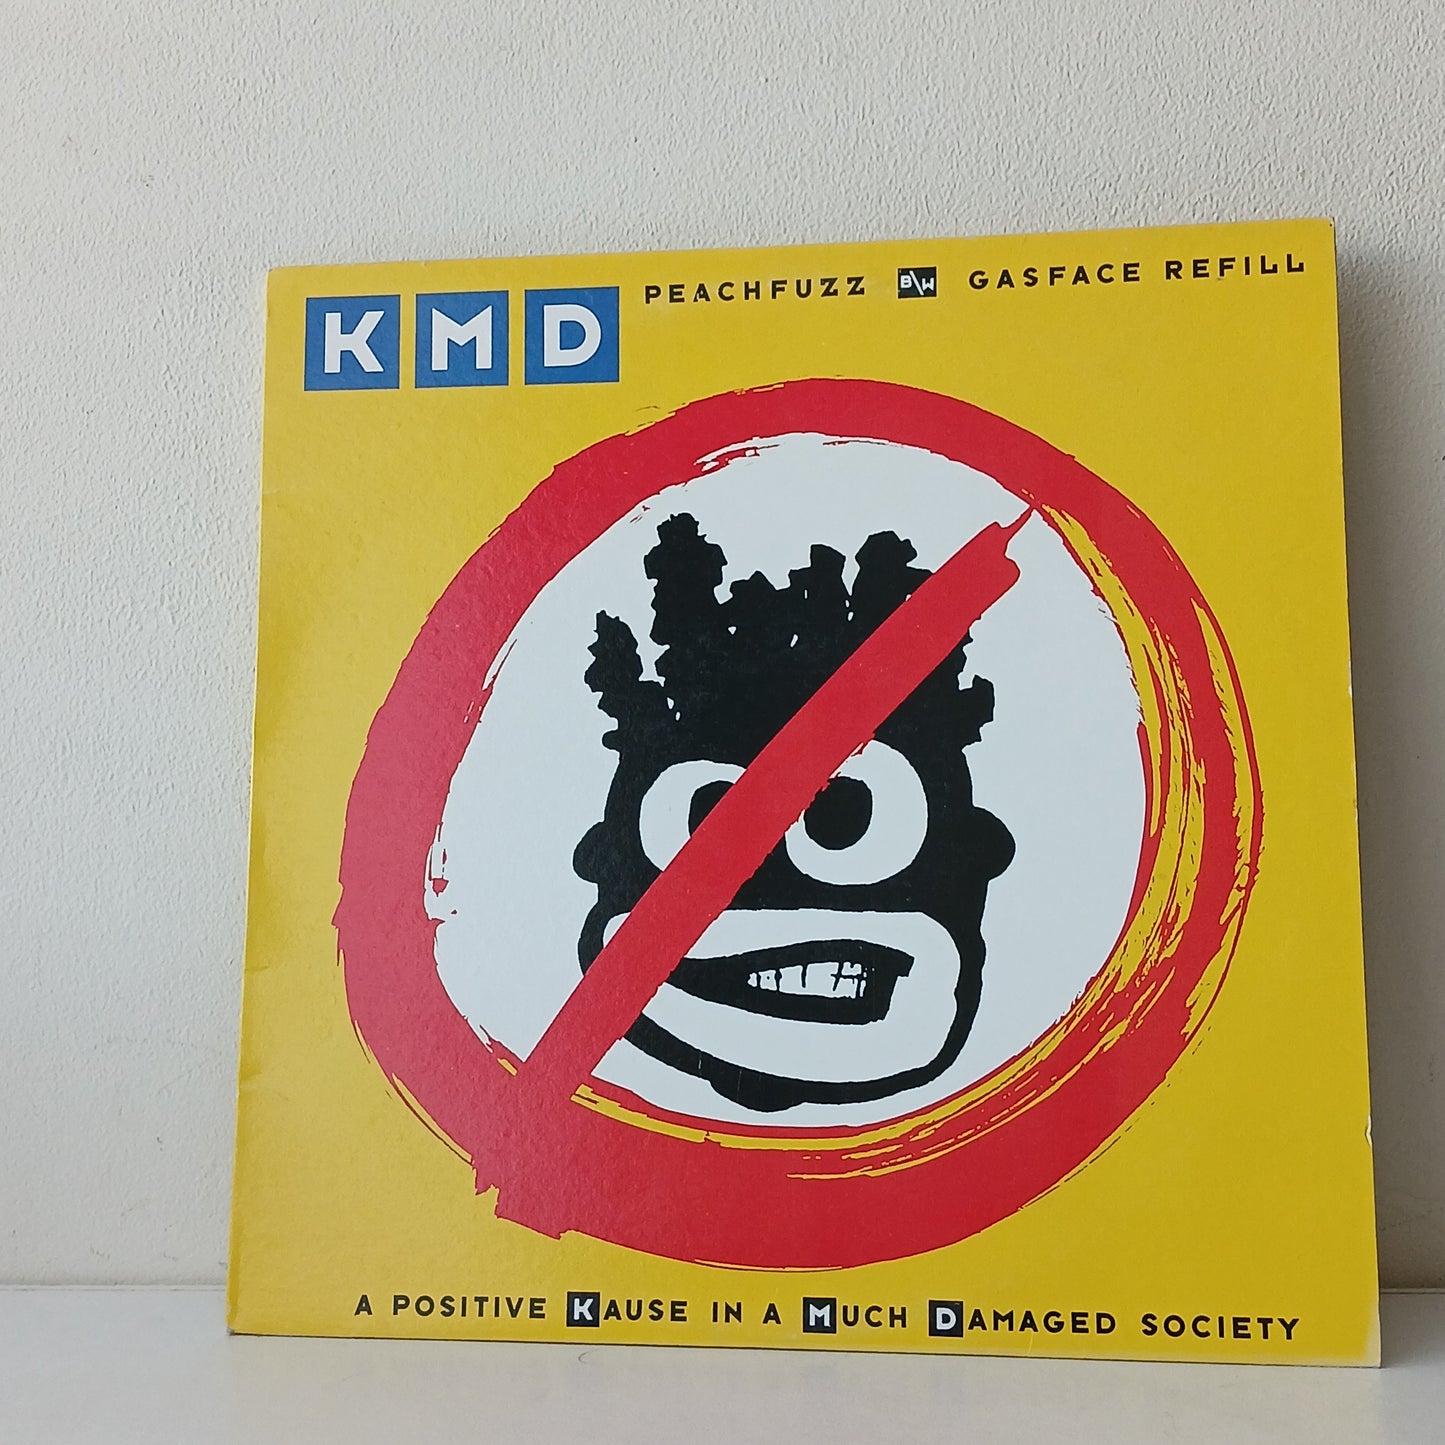 KMD PEACHFUZZ B\W GASFACE REFILL
A POSITIVE KAUSE IN A MUCH DAMAGED SOCIETY